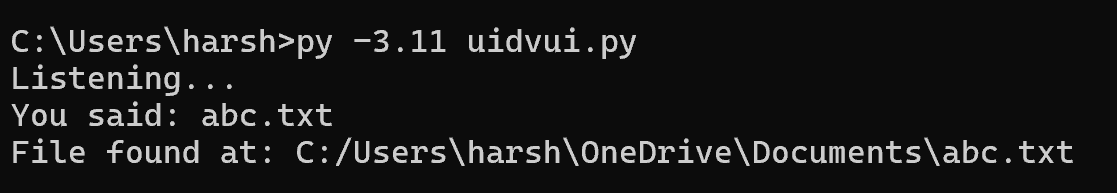 C:\Users\harsh>py -3.11 uidvui.py
Listening...
You said: abc.txt
File found at: C:/Users\harsh\OneDrive\Documents\abc.txt